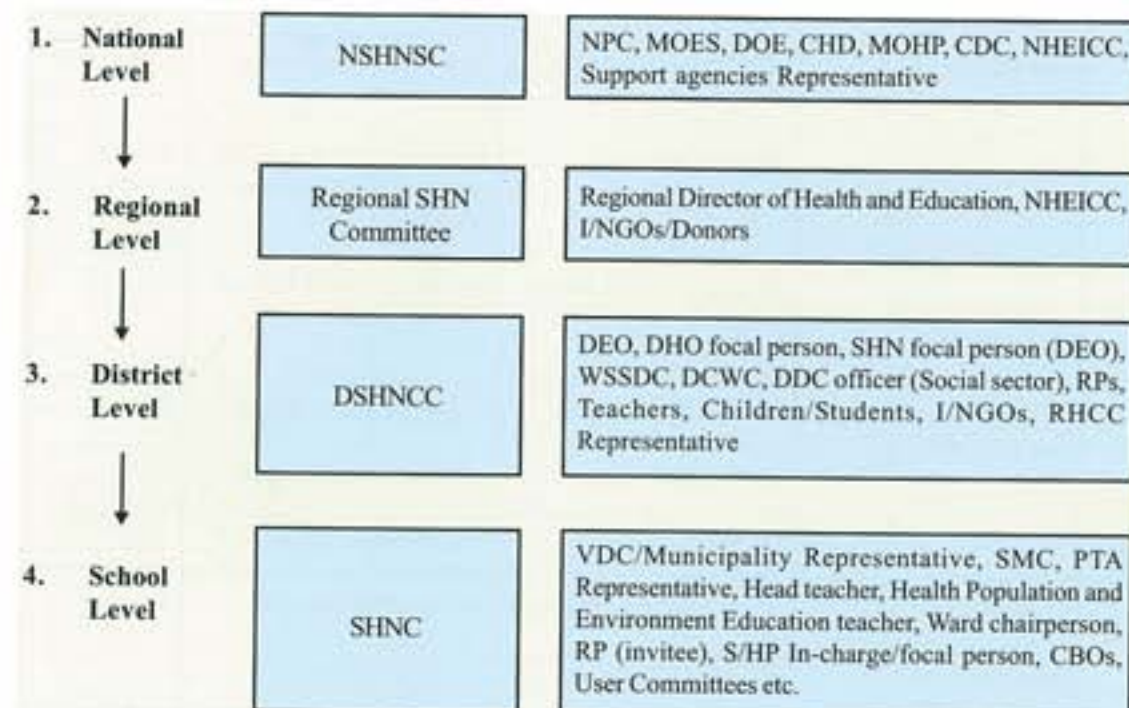 1. National
Level
NSHNSC
NPC, MOES, DOE, CHD, MOHP, CDC, NHEICC,
Support agencies Representative
2. Regional
Level
Regional SHN
Committee
Regional Director of Health and Education, NHEICC,
I/NGOs/Donors
3. District
Level
DSHNCC
DEO, DHO focal person, SHN focal person (DEO),
WSSDC, DCWC, DDC officer (Social sector), RPs,
Teachers, Children/Students, I/NGOs, RHCC
Representative
4. School
Level
SHNC
VDC/Municipality Representative, SMC, PTA
Representative, Head teacher, Health Population and
Environment Education teacher, Ward chairperson,
RP (invitee), S/HP In-charge/focal person, CBOs,
User Committees etc.